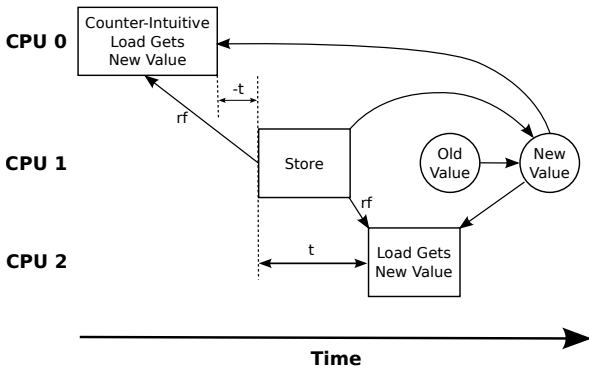 CPU 0
Counter-Intuitive
Load Gets
New Value
-t
rf
CPU 1
Store
Old
Value
New
Value
rf
CPU 2
t
Load Gets
New Value
Time